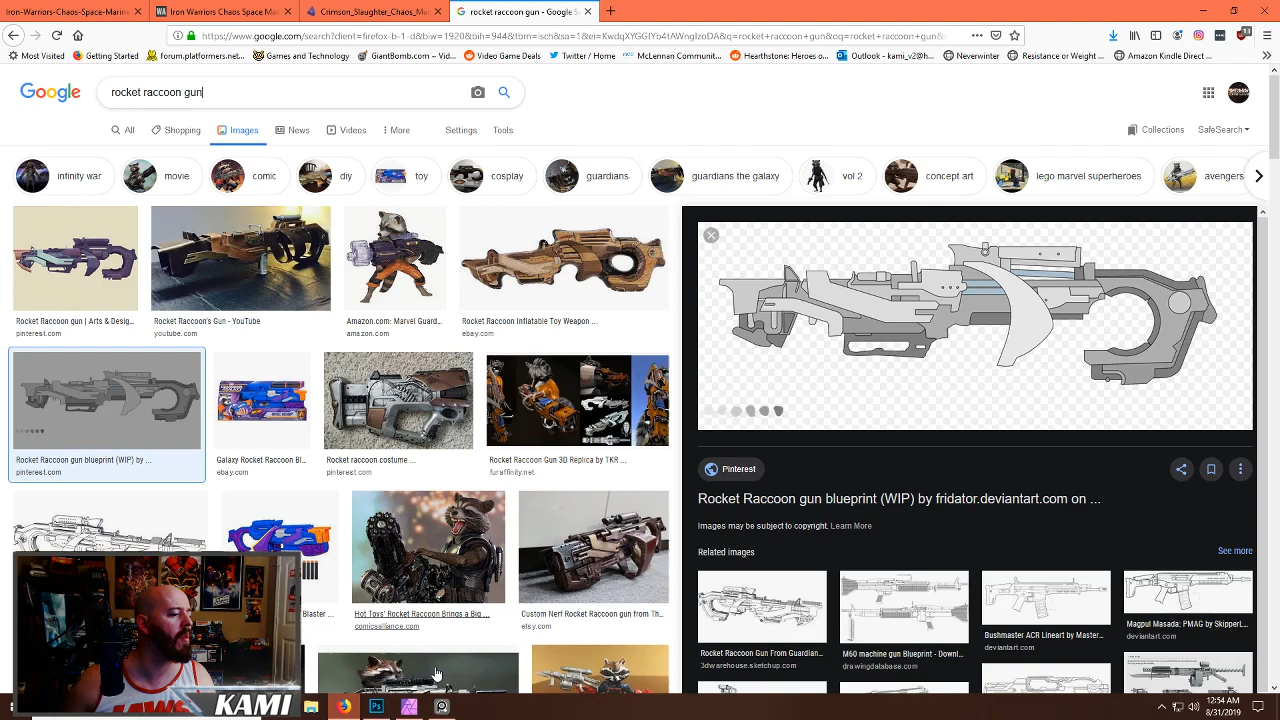 Iron-Warriors-Chaos-Space-Marine
Iron Warriors Chaos Space Mar
Crimson_Slaughter_Chaos_Ma
rocket raccoon gun - Google S
https://www.google.com/search?client=firefox-b-1-d&biw=1920&bih=944&tbm=isch&sa=1&ei=KwdqXYGGIYb4tAWngIzoDA&q=rocket+raccoon+gun&oq=rocket+raccoon+gun&
13
Most Visited
Getting Started
forum.platformers.net...
Games and Technology
GiantBomb.com - Vid...
Video Game Deals
Twitter / Home
McLennan Community...
Hearthstone: Heroes...
Outlook - kami_v2@h...
Neverwinter
Resistance or Weight...
Amazon Kindle Direct ...
Google
rocket raccoon gun
All
Shopping
Images
News
Videos
More
Settings
Tools
Collections
SafeSearch
infinity war
movie
comic
diy
toy
cosplay
guardians
guardians the galaxy
vol 2
concept art
lego marvel superheroes
avengers
Rocket Raccoon gun | Arts & Desig...
pinterest.com
Rocket Raccoon's Gun - YouTube
youtube.com
Amazon.com: Marvel Guard...
amazon.com
Rocket Raccoon Inflatable Toy Weapon ...
ebay.com
Rocket Raccoon gun blueprint (WIP) by ...
pinterest.com
Galaxy Rocket Raccoon Bl...
ebay.com
Rocket raccoon costume ...
pinterest.com
Rocket Raccoon Gun 3D Replica by TKR ...
furaffinity.net
Pinterest
Rocket Raccoon gun blueprint (WIP) by fridator.deviantart.com on ...
Images may be subject to copyright. Learn More
Related images
See more
laster ...
Hot Toys' Rocket Raccoon Brings a Big ...
comicsalliance.com
Custom Nerf Rocket Raccoon gun from Th...
etsy.com
Rocket Raccoon Gun From Guardian...
3dwarehouse.sketchup.com
M60 machine gun Blueprint - Downl...
drawingdatabase.com
Bushmaster ACR Lineart by Master...
deviantart.com
Magpul Masada: PMAG by SkipperL...
deviantart.com
JAWS
KAMI
Ps
12:54 AM
8/31/2019